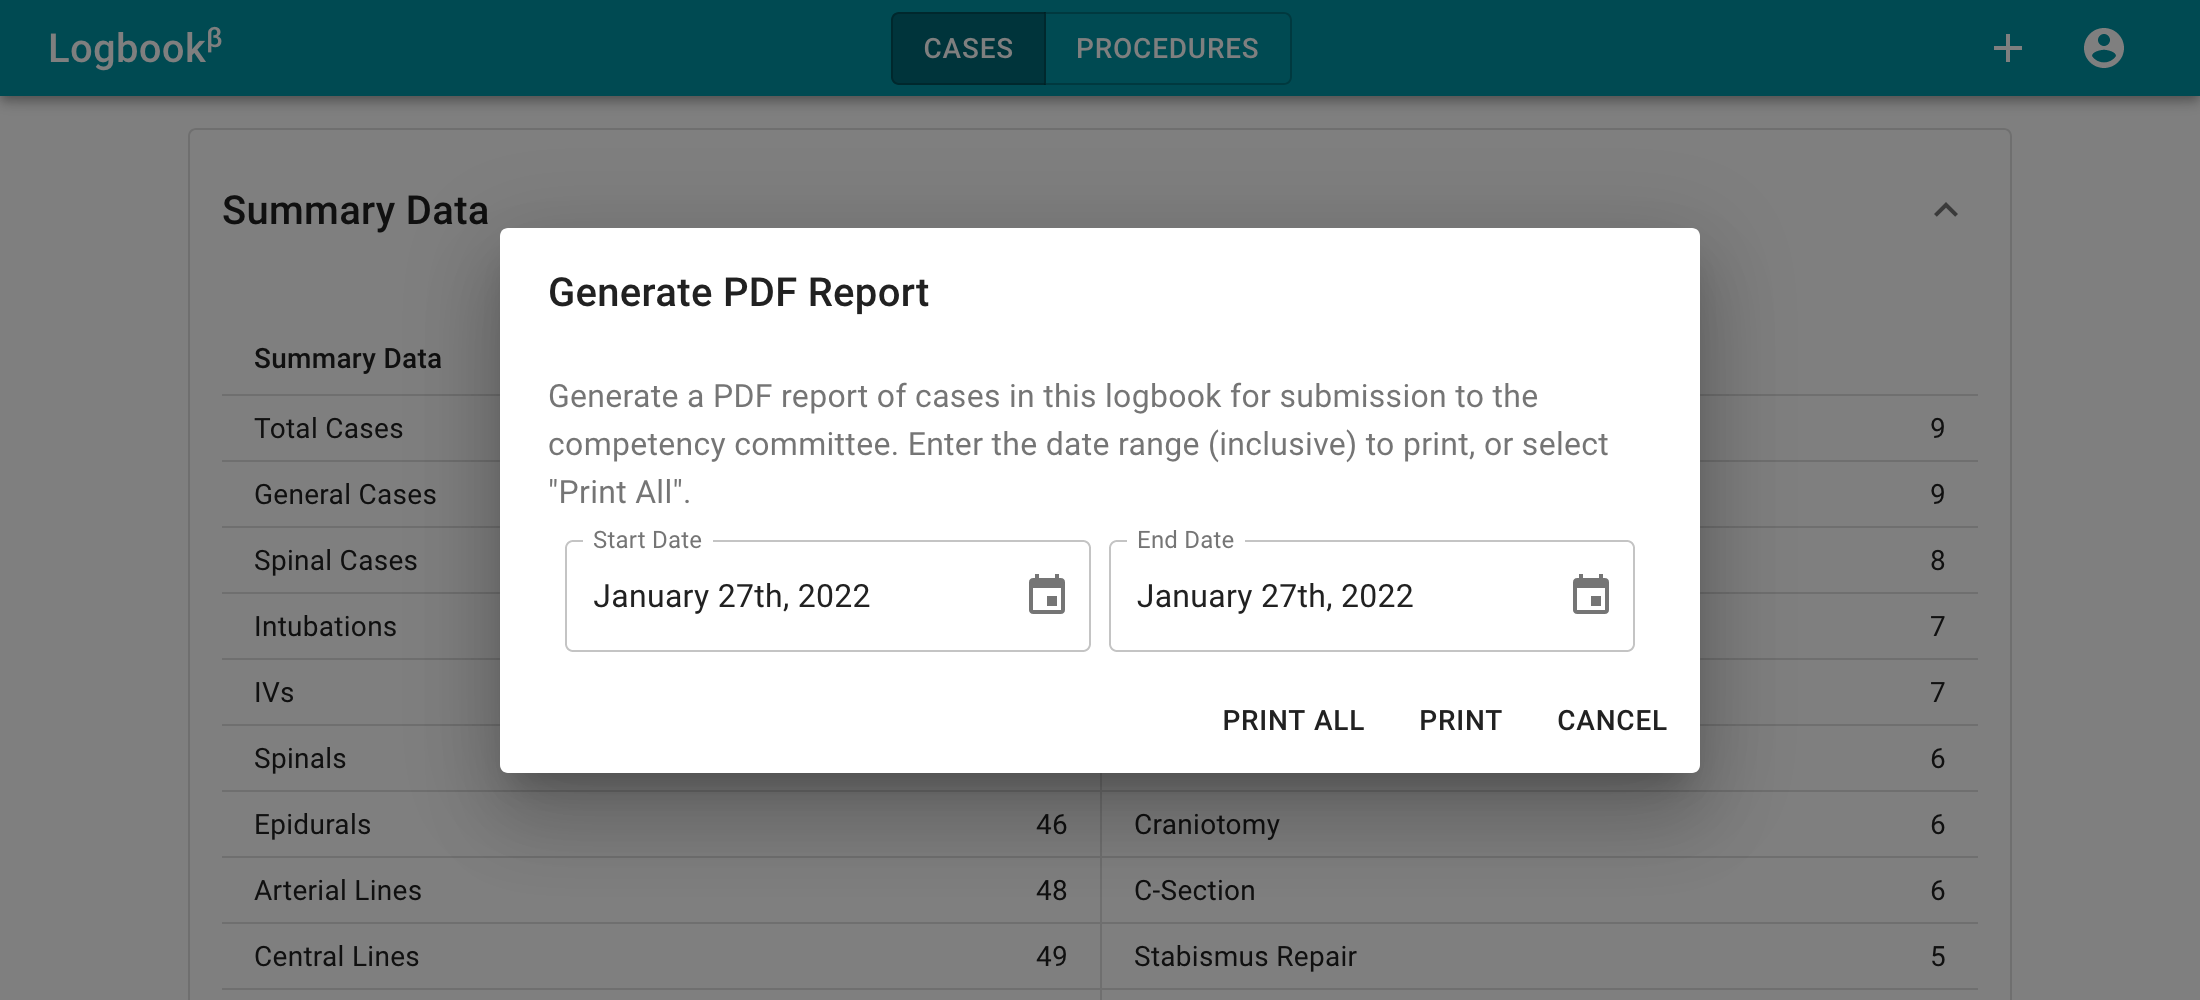 Logbookᵝ
CASES
PROCEDURES
Summary Data
Generate PDF Report
Summary Data
Generate a PDF report of cases in this logbook for submission to the
competency committee. Enter the date range (inclusive) to print, or select
"Print All".
Total Cases
9
General Cases
9
Start Date
End Date
Spinal Cases
8
January 27th, 2022
January 27th, 2022
Intubations
7
IVs
7
PRINT ALL
PRINT
CANCEL
Spinals
6
Epidurals
46
Craniotomy
6
Arterial Lines
48
C-Section
6
Central Lines
49
Stabismus Repair
5